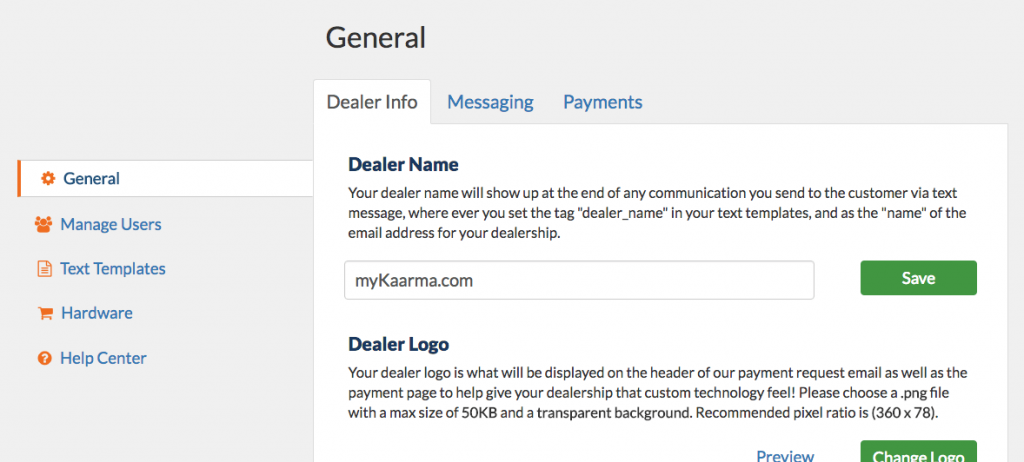 General
Dealer Info
Messaging
Payments
General
Manage Users
Text Templates
Hardware
Help Center
Dealer Name
Your dealer name will show up at the end of any communication you send to the customer via text
message, where ever you set the tag "dealer_name" in your text templates, and as the "name" of the
email address for your dealership.
myKaarma.com
Save
Dealer Logo
Your dealer logo is what will be displayed on the header of our payment request email as well as the
payment page to help give your dealership that custom technology feel! Please choose a .png file
with a max size of 50KB and a transparent background. Recommended pixel ratio is (360 x 78).
Preview
Change Logo